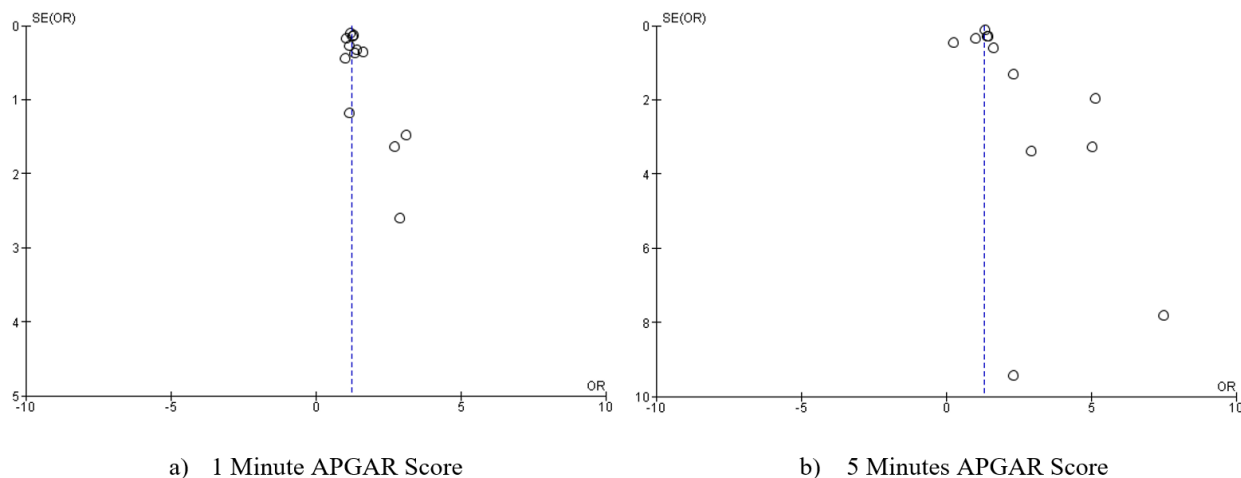 0 SE(OR)
1
2
3
4
5
-10 -5 0 5 10
OR
a) 1 Minute APGAR Score
0 SE(OR)
2
4
6
8
10
-10 -5 0 5 10
OR
b) 5 Minutes APGAR Score